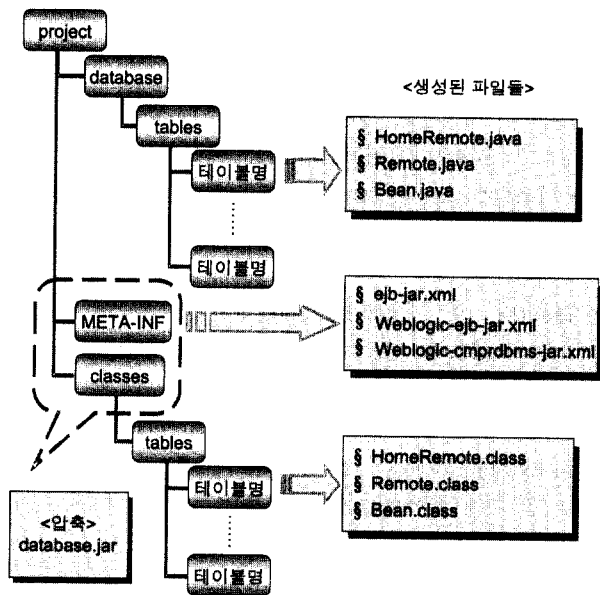 project
database
<생성된 파일들>
tables
테이블명
§ HomeRemote.java
§ Remote.java
§ Bean.java
테이블명
META-INF
§ ejb-jar.xml
§ Weblogic-ejb-jar.xml
§ Weblogic-cmprdbms-jar.xml
classes
tables
테이블명
§ HomeRemote.class
§ Remote.class
§ Bean.class
<압축>
database.jar
테이블명